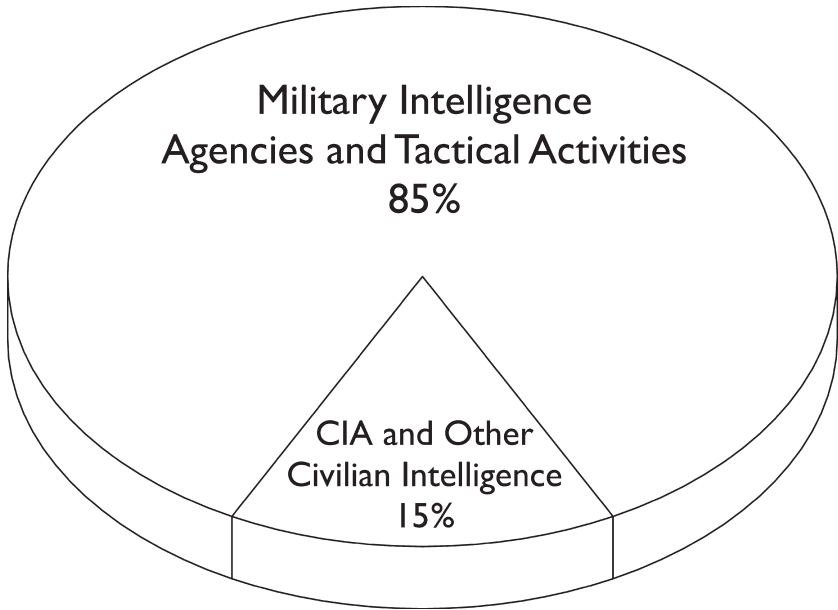 Military Intelligence
Agencies and Tactical Activities
85%
CIA and Other
Civilian Intelligence
15%